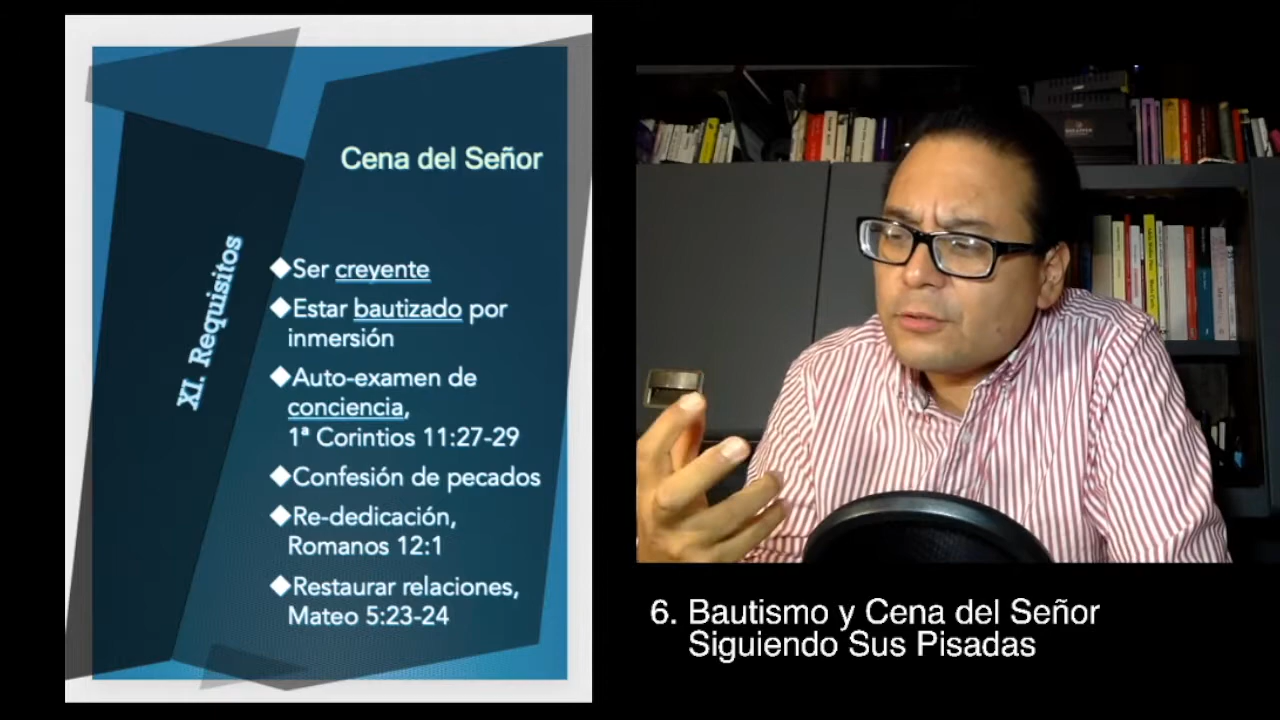 Cena del Señor
XI. Requisitos
◆Ser creyente
◆Estar bautizado por
inmersión
◆Auto-examen de
conciencia,
1ª Corintios 11:27-29
◆Confesión de pecados
◆Re-dedicación,
Romanos 12:1
◆Restaurar relaciones,
Mateo 5:23-24
6. Bautismo y Cena del Señor
Siguiendo Sus Pisadas